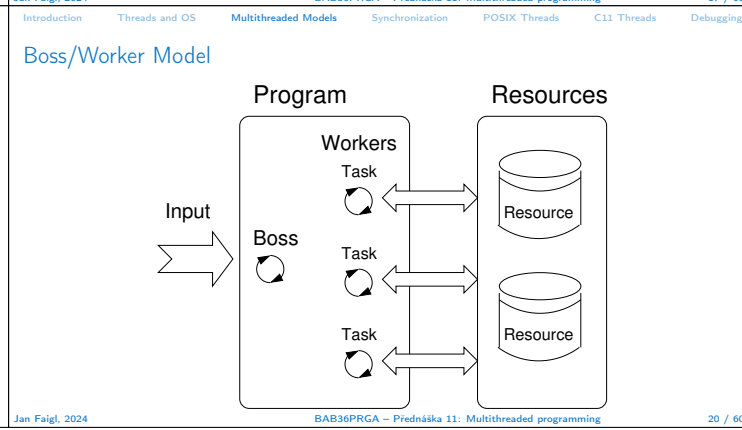 Introduction Threads and OS Multithreaded Models Synchronization POSIX Threads C11 Threads Debugging
Boss/Worker Model
Program Resources
Workers
Task
Resource
Input
Boss
Task
Task
Resource
Jan Faigl, 2024 BAB36PRGA – Přednáška 11: Multithreaded programming 20 / 60